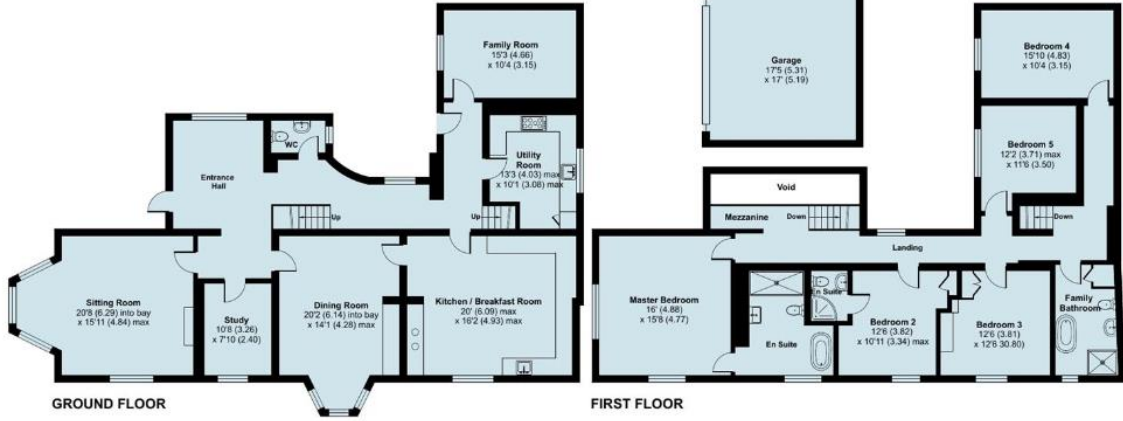 Family Room
15'3 (4.66)
x 10'4 (3.15)
WC
Entrance
Hall
Utility
Room
13'3 (4.03) max
x 10'1 (3.08) max
Up
Up
Sitting Room
20'8 (6.29) into bay
x 15'11 (4.84) max
Study
10'8 (3.26)
x 7'10 (2.40)
Dining Room
20'2 (6.14) into bay
x 14'1 (4.28) max
Kitchen / Breakfast Room
20' (6.09) max
x 16'2 (4.93) max
GROUND FLOOR
Garage
17'5 (5.31)
x 17' (5.19)
Bedroom 4
15'10 (4.83)
x 10'4 (3.15)
Bedroom 5
12'2 (3.71) max
x 11'6 (3.50)
Void
Mezzanine
Down
Down
Landing
Master Bedroom
16' (4.88)
x 15'8 (4.77)
En Suite
En Suite
Bedroom 2
12'6 (3.82)
x 10'11 (3.34) max
Bedroom 3
12'6 (3.81)
x 12'6 30.80)
Family
Bathroom
FIRST FLOOR